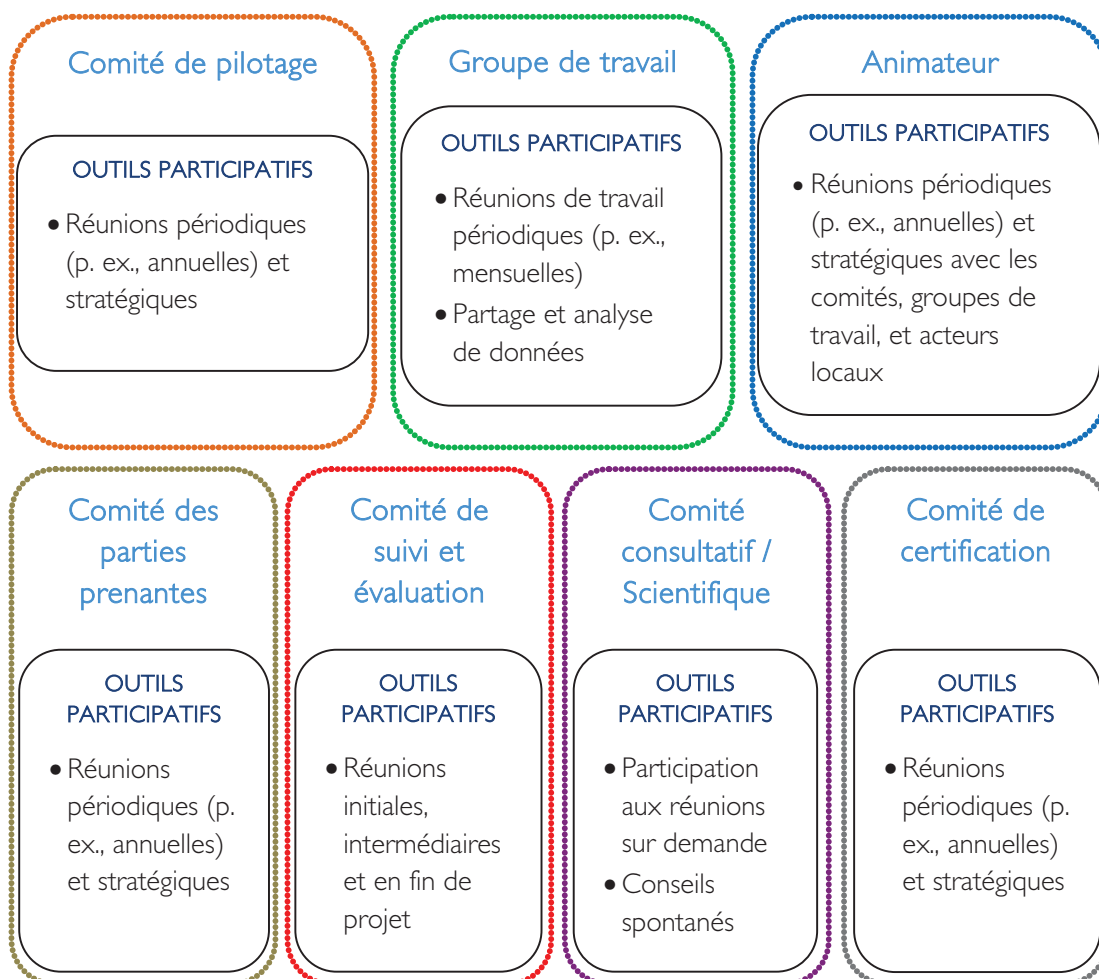 Comité de pilotage
OUTILS PARTICIPATIFS
• Réunions périodiques
(p. ex., annuelles) et
stratégiques
Groupe de travail
OUTILS PARTICIPATIFS
• Réunions de travail
périodiques (p. ex.,
mensuelles)
• Partage et analyse
de données
Animateur
OUTILS PARTICIPATIFS
• Réunions périodiques
(p. ex., annuelles) et
stratégiques avec les
comités, groupes de
travail, et acteurs
locaux
Comité des
parties
prenantes
OUTILS
PARTICIPATIFS
• Réunions
périodiques (p.
ex., annuelles)
et stratégiques
Comité de
suivi et
évaluation
OUTILS
PARTICIPATIFS
• Réunions
initiales,
intermédiaires
et en fin de
projet
Comité
consultatif /
Scientifique
OUTILS
PARTICIPATIFS
• Participation
aux réunions
sur demande
• Conseils
spontanés
Comité de
certification
OUTILS
PARTICIPATIFS
• Réunions
périodiques (p.
ex., annuelles)
et stratégiques